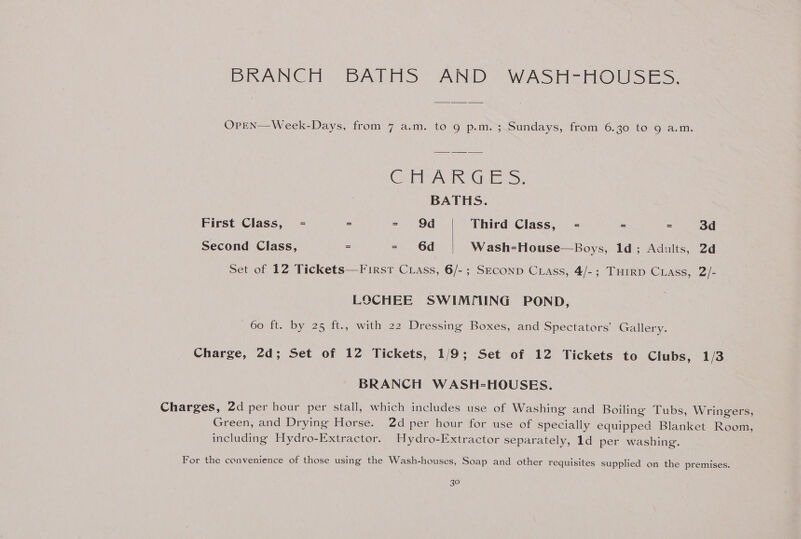 BRANCH BATHS AND WASH-HOUSES.
OPEN—Week-Days, from 7 a.m. to 9 p.m. ; Sundays, from 6.30 to 9 a.m.
CHARGES.
BATHS.
First Class, - - - 9d | Third Class, - - - 3d
Second Class, - - 6d | Wash-House—Boys, 1d ; Adults, 2d
Set of 12 Tickets—FIRST CLASS, 6/- ; SECOND CLASS, 4/- ; THIRD CLASS, 2/-
LOCHEE SWIMMING POND,
60 ft. by 25 ft., with 22 Dressing Boxes, and Spectators' Gallery.
Charge, 2d ; Set of 12 Tickets, 1/9 ; Set of 12 Tickets to Clubs, 1/3
BRANCH WASH-HOUSES.
Charges, 2d per hour per stall, which includes use of Washing and Boiling Tubs, Wringers,
Green, and Drying Horse. 2d per hour for use of specially equipped Blanket Room,
including Hydro-Extractor. Hydro-Extractor separately, 1d per washing.
For the convenience of those using the Wash-houses, Soap and other requisites supplied on the premises.
30